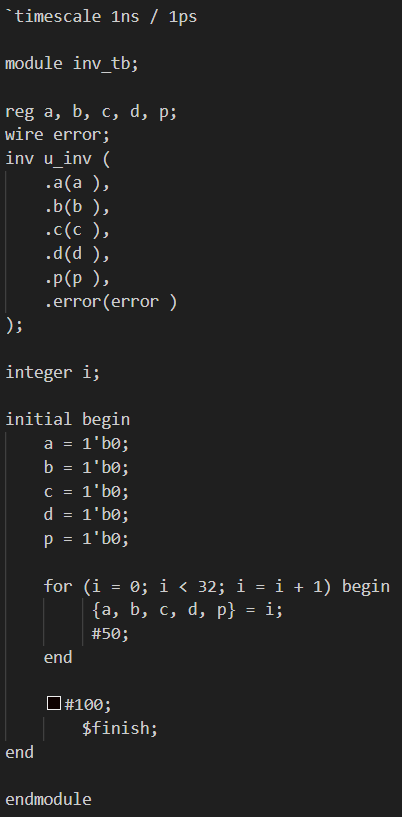 `timescale 1ns / 1ps
module inv_tb;
reg a, b, c, d, p;
wire error;
inv u_inv (
.a(a ),
.b(b ),
.c(c ),
.d(d ),
.p(p ),
.error(error )
);
integer i;
initial begin
a = 1'b0;
b = 1'b0;
c = 1'b0;
d = 1'b0;
p = 1'b0;
for (i = 0; i < 32; i = i + 1) begin
{a, b, c, d, p} = i;
#50;
end
#100;
$finish;
end
endmodule